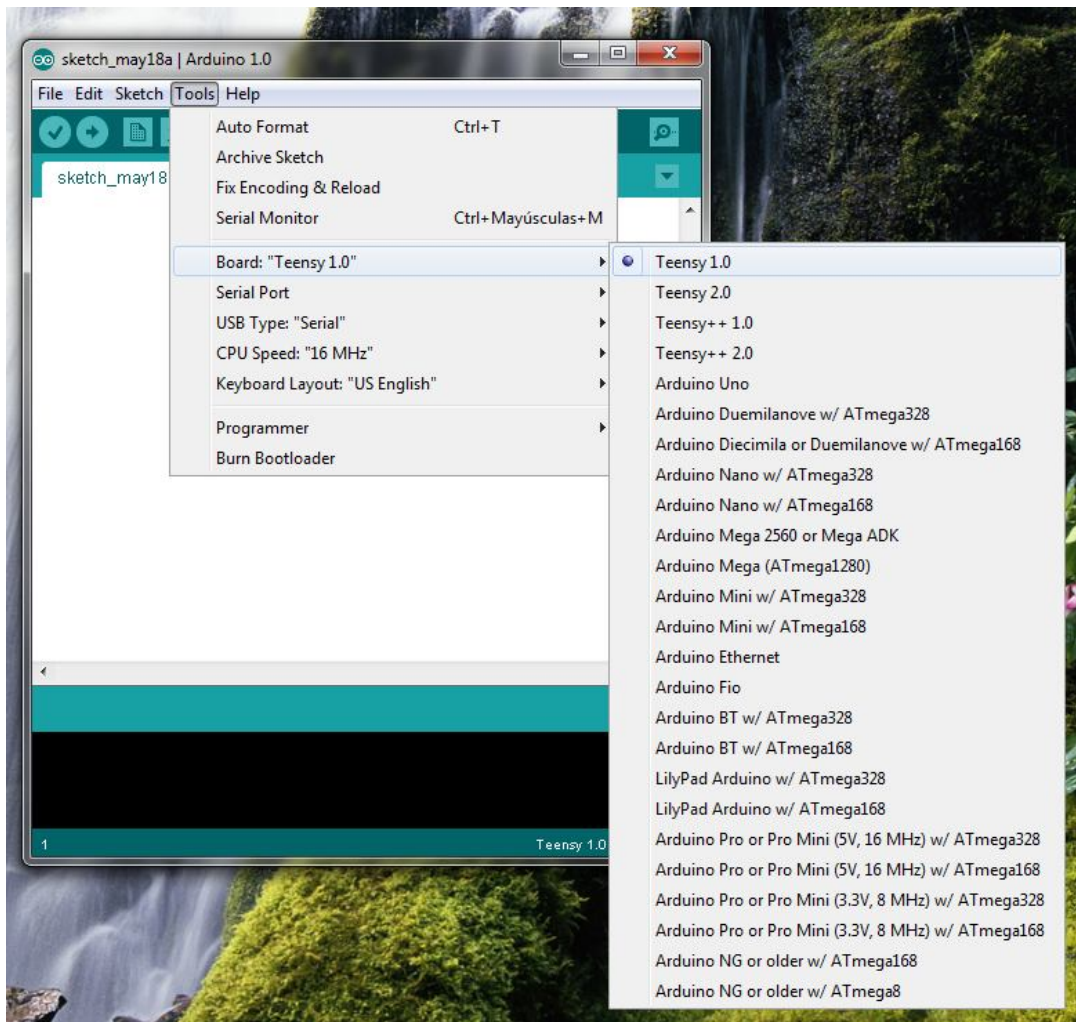 sketch_may18a | Arduino 1.0
File Edit Sketch Tools Help
sketch_may18
Auto Format Ctrl+T
Archive Sketch
Fix Encoding & Reload
Serial Monitor Ctrl+Mayúsculas+M
Board: "Teensy 1.0"
Serial Port
USB Type: "Serial"
CPU Speed: "16 MHz"
Keyboard Layout: "US English"
Programmer
Burn Bootloader
Teensy 1.0
Teensy 2.0
Teensy++ 1.0
Teensy++ 2.0
Arduino Uno
Arduino Duemilanove w/ ATmega328
Arduino Diecimila or Duemilanove w/ ATmega168
Arduino Nano w/ ATmega328
Arduino Nano w/ ATmega168
Arduino Mega 2560 or Mega ADK
Arduino Mega (ATmega1280)
Arduino Mini w/ ATmega328
Arduino Mini w/ ATmega168
Arduino Ethernet
Arduino Fio
Arduino BT w/ ATmega328
Arduino BT w/ ATmega168
LilyPad Arduino w/ ATmega328
LilyPad Arduino w/ ATmega168
Arduino Pro or Pro Mini (5V, 16 MHz) w/ ATmega328
Arduino Pro or Pro Mini (5V, 16 MHz) w/ ATmega168
Arduino Pro or Pro Mini (3.3V, 8 MHz) w/ ATmega328
Arduino Pro or Pro Mini (3.3V, 8 MHz) w/ ATmega168
Arduino NG or older w/ ATmega168
Arduino NG or older w/ ATmega8
1 Teensy 1.0